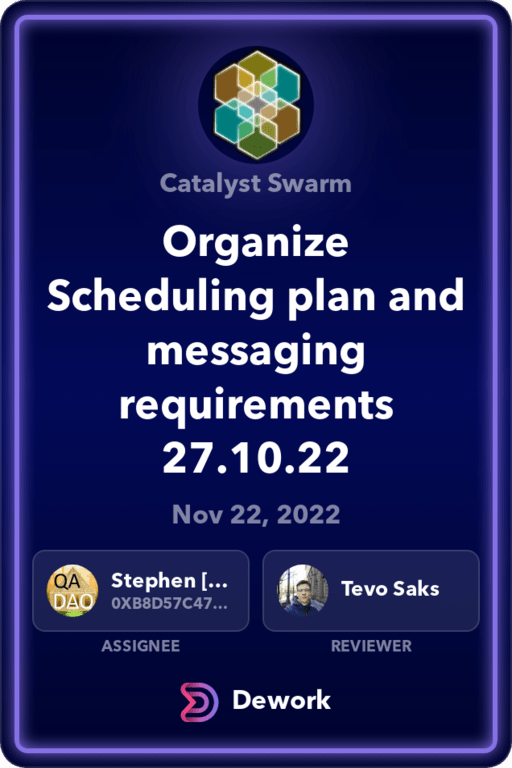 Catalyst Swarm
Organize
Scheduling plan and
messaging
requirements
27.10.22
Nov 22, 2022
QA
DAO
Stephen [...
0XB8D57C47...
Tevo Saks
ASSIGNEE
REVIEWER
Dework